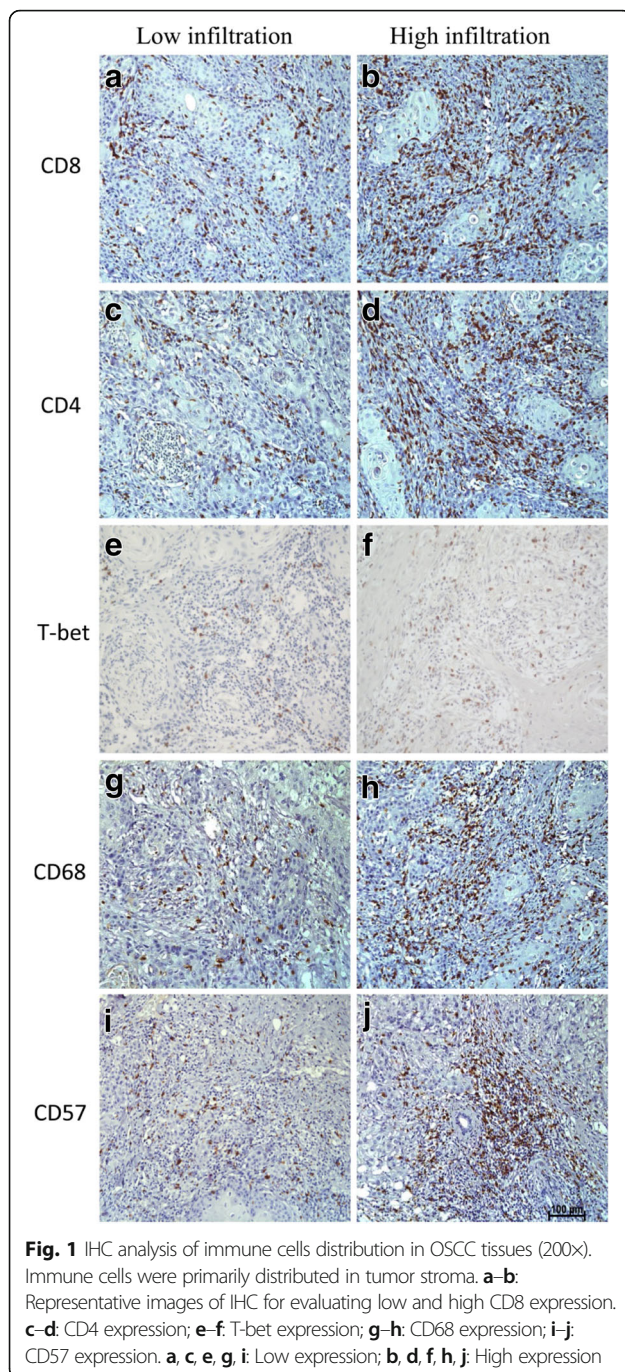 Low infiltration High infiltration
a b
CD8
c d
CD4
e f
T-bet
g h
CD68
i j
CD57
100 µm
Fig. 1 IHC analysis of immune cells distribution in OSCC tissues (200×).
Immune cells were primarily distributed in tumor stroma. a–b:
Representative images of IHC for evaluating low and high CD8 expression.
c–d: CD4 expression; e–f: T-bet expression; g–h: CD68 expression; i–j:
CD57 expression. a, c, e, g, i: Low expression; b, d, f, h, j: High expression